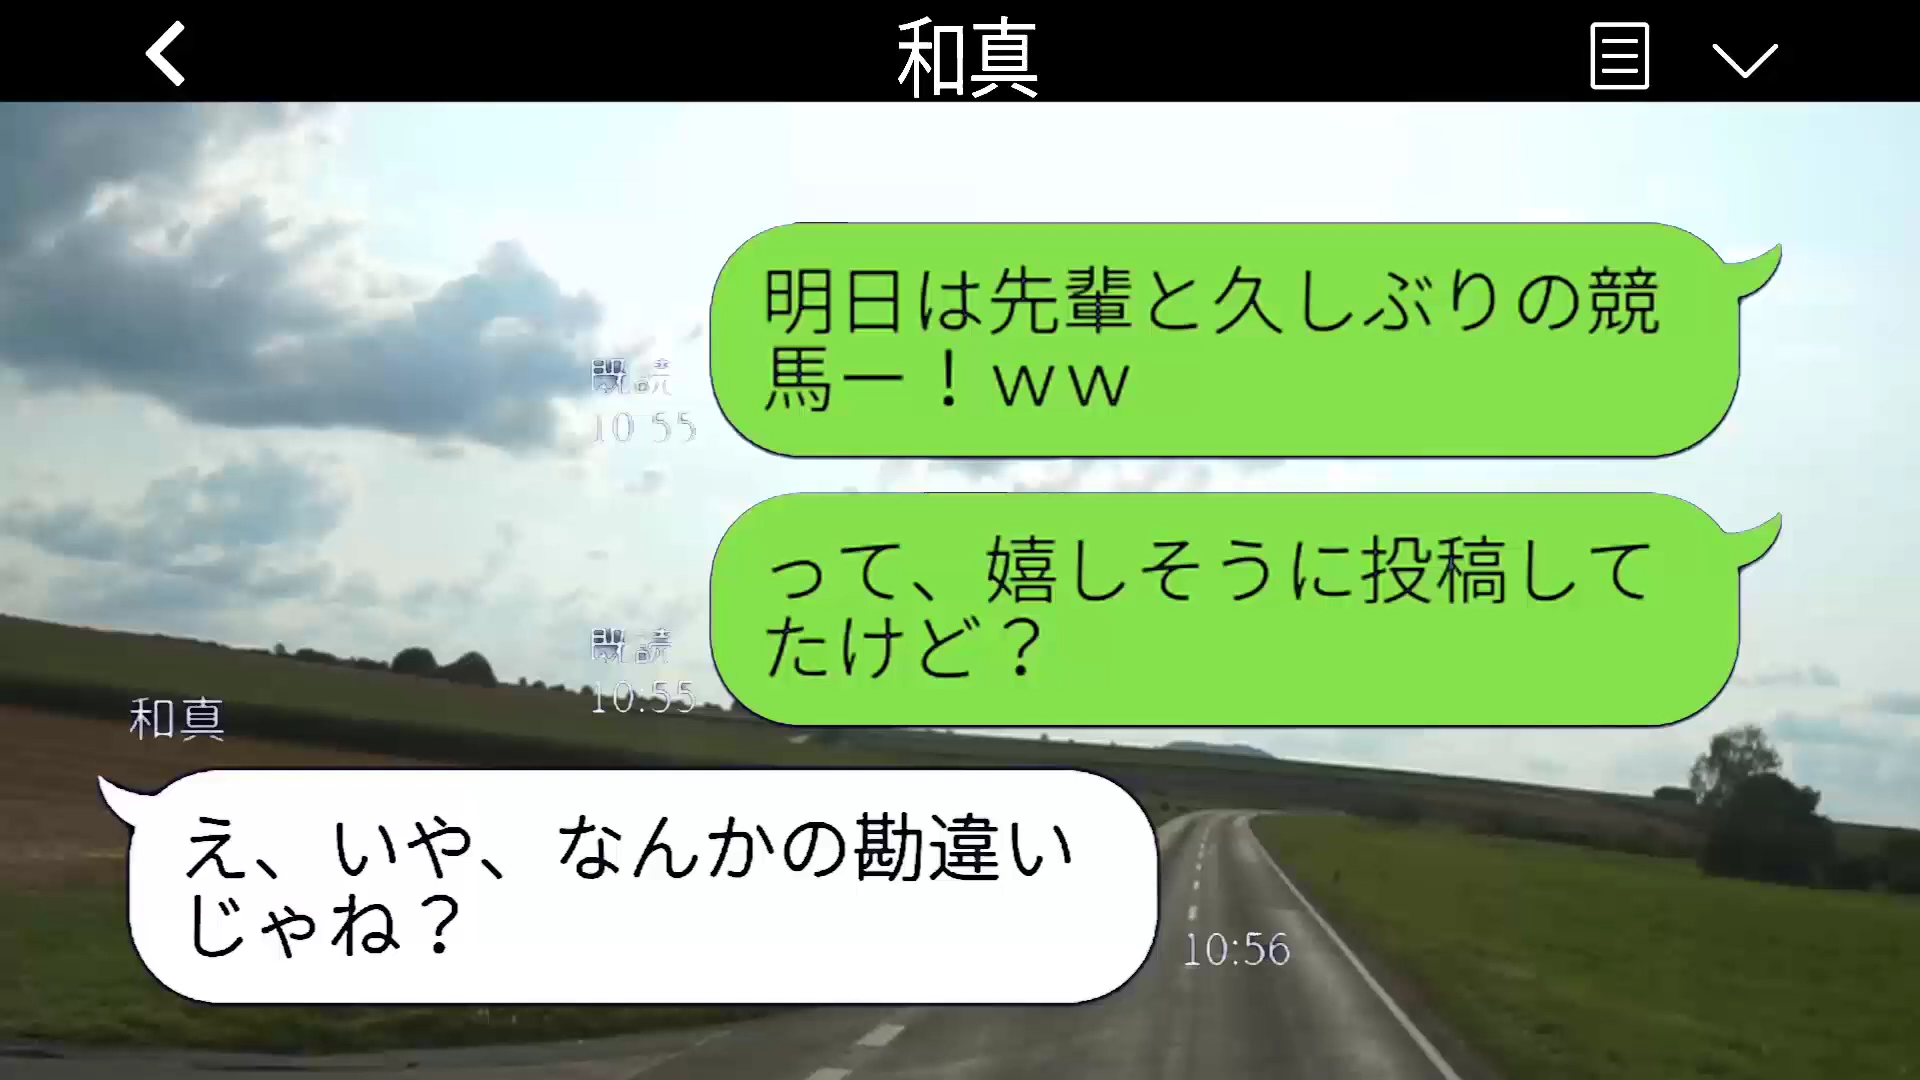 和真
明日は先輩と久しぶりの競
馬ー！ｗｗ
既読
10:55
って、嬉しそうに投稿して
たけど？
既読
10:55
和真
え、いや、なんかの勘違い
じゃね？
10:56